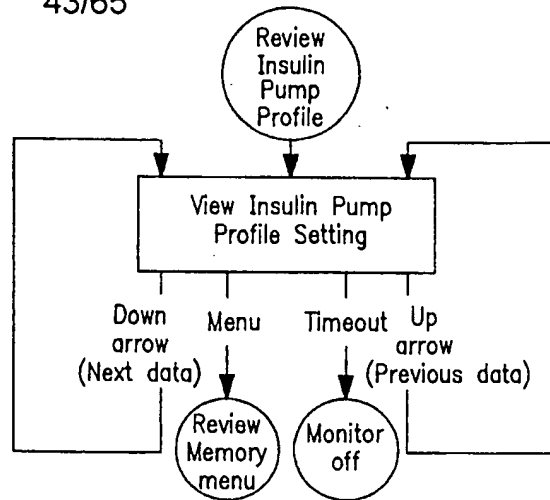 43/65
Review
Insulin
Pump
Profile
View Insulin Pump
Profile Setting
Down
arrow
(Next data)
Menu
Timeout
Up
arrow
(Previous data)
Review
Memory
menu
Monitor
off